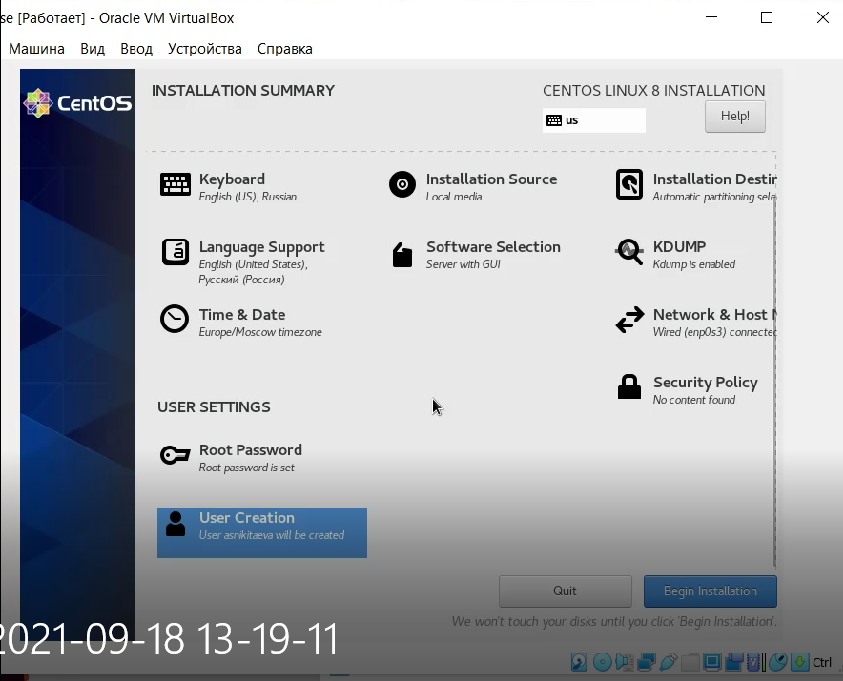 se [Работает] - Oracle VM VirtualBox
Машина Вид Ввод Устройства Справка
CentOS
INSTALLATION SUMMARY
CENTOS LINUX 8 INSTALLATION
us
Help!
Keyboard
English (US), Russian
Installation Source
Local media
Installation Destin
Automatic partitioning sela
Language Support
English (United States),
Русский (Россия)
Software Selection
Server with GUI
KDUMP
Kdump is enabled
Time & Date
Europe/Moscow timezone
Network & Host N
Wired (enp0s3) connected
Security Policy
No content found
USER SETTINGS
Root Password
Root password is set
User Creation
User asnikitaeva will be created
Quit
Begin Installation
We won't touch your disks until you click 'Begin Installation'.
2021-09-18 13-19-11
Ctrl